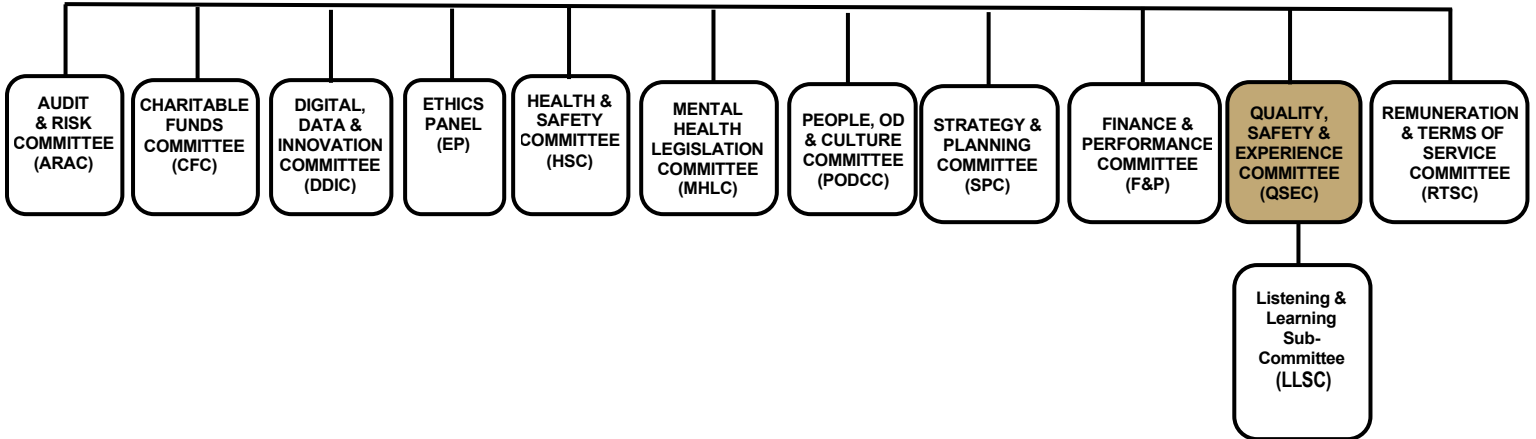 AUDIT
& RISK
COMMITTEE
(ARAC)
CHARITABLE
FUNDS
COMMITTEE
(CFC)
DIGITAL,
DATA &
INNOVATION
COMMITTEE
(DDIC)
ETHICS
PANEL
(EP)
HEALTH &
SAFETY
COMMITTEE
(HSC)
MENTAL
HEALTH
LEGISLATION
COMMITTEE
(MHLC)
PEOPLE, OD
& CULTURE
COMMITTEE
(PODCC)
STRATEGY &
PLANNING
COMMITTEE
(SPC)
FINANCE &
PERFORMANCE
COMMITTEE
(F&P)
QUALITY,
SAFETY &
EXPERIENCE
COMMITTEE
(QSEC)
REMUNERATION
& TERMS OF
SERVICE
COMMITTEE
(RTSC)
Listening &
Learning
Sub-
Committee
(LLSC)